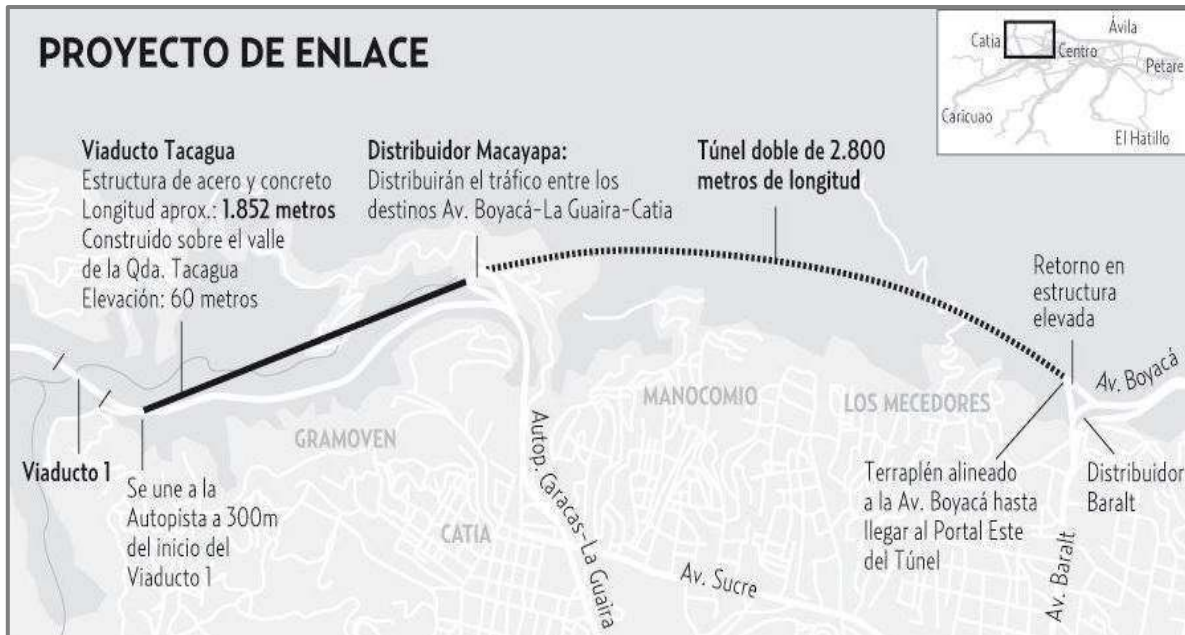 PROYECTO DE ENLACE
Catia
Ávila
Centro
Petare
Caricuao
El Hatillo
Viaducto Tacagua
Estructura de acero y concreto
Longitud aprox.: 1.852 metros
Construido sobre el valle
de la Qda. Tacagua
Elevación: 60 metros
Distribuidor Macayapa:
Distribuirán el tráfico entre los
destinos Av. Boyacá-La Guaira-Catia
Túnel doble de 2.800
metros de longitud
Retorno en
estructura
elevada
Av. Boyacá
MANOCOMIO
LOS MECEDORES
GRAMOVEN
Viaducto 1
Se une a la
Autopista a 300m
del inicio del
Viaducto 1
CATIA
Autop. Caracas-La Guaira
Av. Sucre
Terraplén alineado
a la Av. Boyacá hasta
llegar al Portal Este
del Túnel
Av. Baralt
Distribuidor
Baralt